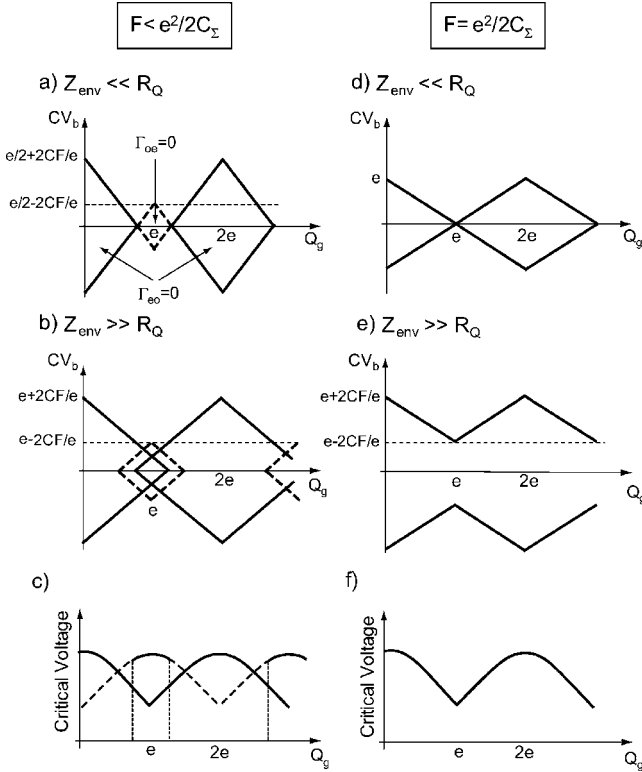 F < e²/2C_Σ
F = e²/2C_Σ
a) Z_env << R_Q
CV_b
Γ_oe=0
e/2+2CF/e
e/2-2CF/e
e
2e
Q_g
Γ_eo=0
d) Z_env << R_Q
CV_b
e
e
2e
Q_g
b) Z_env >> R_Q
CV_b
e+2CF/e
e-2CF/e
e
2e
Q_g
e) Z_env >> R_Q
CV_b
e+2CF/e
e-2CF/e
e
2e
Q_g
c)
Critical Voltage
e
2e
Q_g
f)
Critical Voltage
e
2e
Q_g